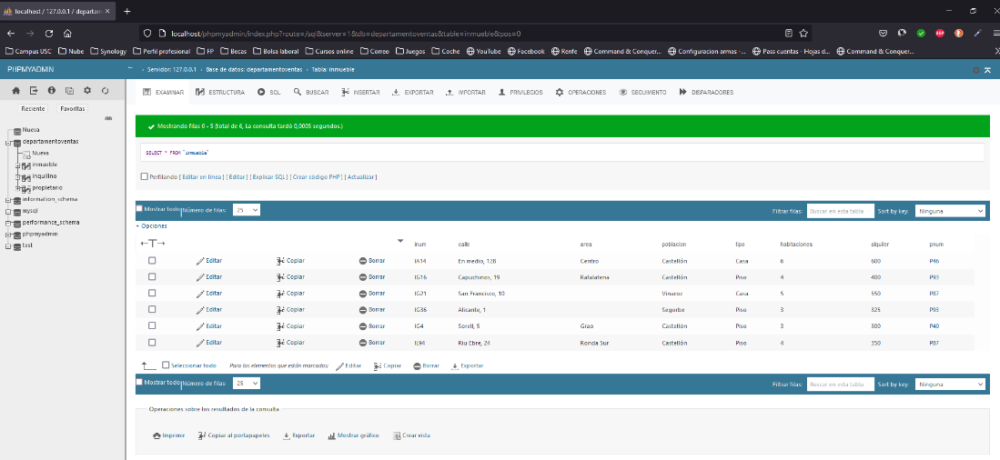 localhost / 127.0.0.1 / departam
localhost/phpmyadmin/index.php?route=/sql&server=1&db=departamentoventas&table=inmueble&pos=0
Campus USC Nube Synology Perfil profesional FP Becas Bolsa laboral Cursos online Correo Juegos Coche YouTube Facebook Renfe Command & Conquer... Configuracion armas -... Pass cuentas - Hojas d... Command & Conquer...
PHPMYADMIN
Servidor: 127.0.0.1 › Base de datos: departamentoventas › Tabla: inmueble
Reciente Favoritas
Nueva
departamentoventas
Nueva
inmueble
inquilino
propietario
information_schema
mysql
performance_schema
phpmyadmin
test
EXAMINAR ESTRUCTURA SQL BUSCAR INSERTAR EXPORTAR IMPORTAR PRIVILEGIOS OPERACIONES SEGUIMIENTO DISPARADORES
Mostrando filas 0 - 5 (total de 6, La consulta tardó 0,0005 segundos.)
SELECT * FROM `inmueble`
Perfilando [ Editar en línea ] [ Editar ] [ Explicar SQL ] [ Crear código PHP ] [ Actualizar ]
Mostrar todo Número de filas: 25 Filtrar filas: Buscar en esta tabla Sort by key: Ninguna
+ Opciones
inum calle area poblacion tipo habitaciones alquiler pnum
Editar Copiar Borrar IA14 En medio, 128 Centro Castellón Casa 6 600 P46
Editar Copiar Borrar IG16 Capuchinos, 19 Rafalafena Castellón Piso 4 400 P93
Editar Copiar Borrar IG21 San Francisco, 10 Vinaroz Casa 5 550 P87
Editar Copiar Borrar IG36 Alicante, 1 Segorbe Piso 3 325 P93
Editar Copiar Borrar IG4 Sorell, 5 Grao Castellón Piso 3 300 P40
Editar Copiar Borrar IL94 Riu Ebre, 24 Ronda Sur Castellón Piso 4 350 P87
Seleccionar todo Para los elementos que están marcados: Editar Copiar Borrar Exportar
Mostrar todo Número de filas: 25 Filtrar filas: Buscar en esta tabla Sort by key: Ninguna
Operaciones sobre los resultados de la consulta
Imprimir Copiar al portapapeles Exportar Mostrar gráfico Crear vista